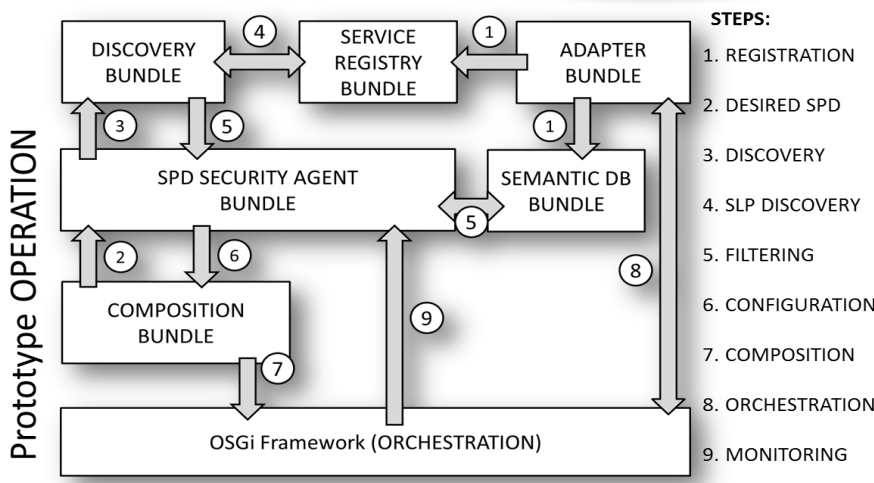 Prototype OPERATION
DISCOVERY
BUNDLE
4
SERVICE
REGISTRY
BUNDLE
1
ADAPTER
BUNDLE
3
5
1
SPD SECURITY AGENT
BUNDLE
5
SEMANTIC DB
BUNDLE
2
6
8
COMPOSITION
BUNDLE
9
7
OSGi Framework (ORCHESTRATION)
STEPS:
1. REGISTRATION
2. DESIRED SPD
3. DISCOVERY
4. SLP DISCOVERY
5. FILTERING
6. CONFIGURATION
7. COMPOSITION
8. ORCHESTRATION
9. MONITORING